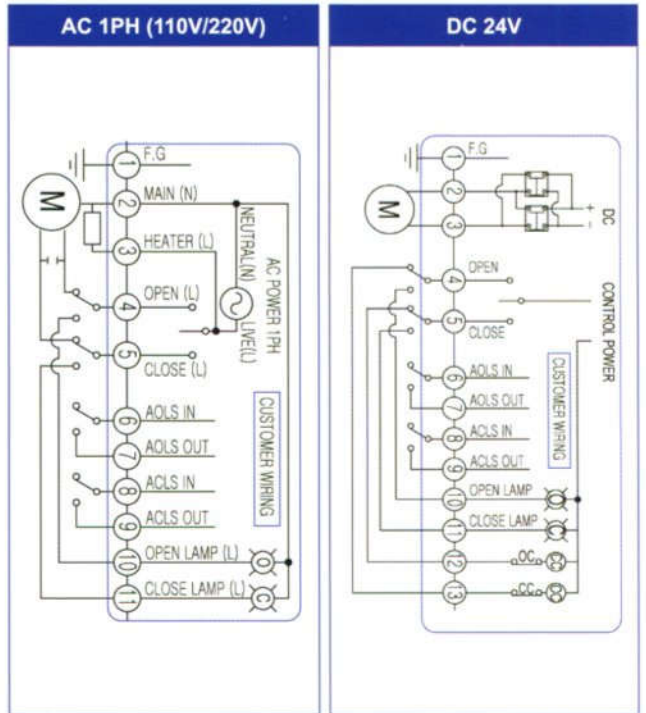 AC 1PH (110V/220V)
1 F.G
2 MAIN (N)
3 HEATER (L)
4 OPEN (L)
5 CLOSE (L)
6 AOLS IN
7 AOLS OUT
8 ACLS IN
9 ACLS OUT
10 OPEN LAMP (L) O
11 CLOSE LAMP (L) C
M
NEUTRAL(N)
LIVE(L)
AC POWER 1PH
CUSTOMER WIRING
DC 24V
1 F.G
2
3
4 OPEN
5 CLOSE
6 AOLS IN
7 AOLS OUT
8 ACLS IN
9 ACLS OUT
10 OPEN LAMP O
11 CLOSE LAMP C
12 OC
13 CC
M
+
-
DC
CONTROL POWER
CUSTOMER WIRING